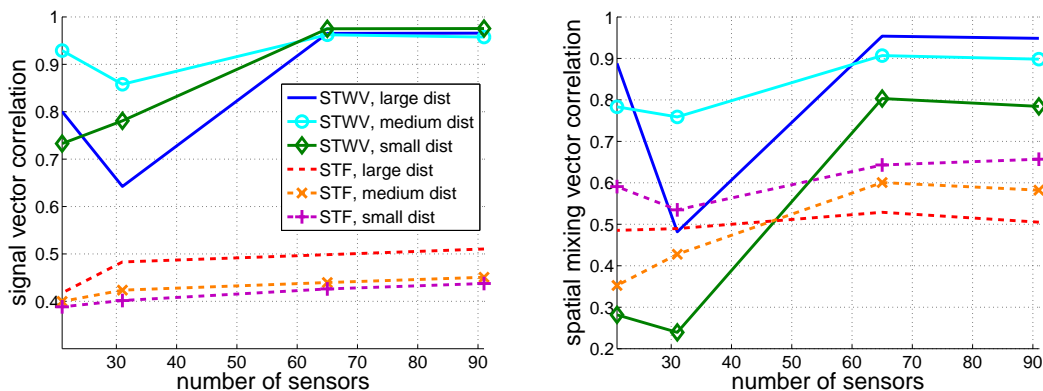 1
0.9
0.8
0.7
0.6
0.5
0.4
30 40 50 60 70 80 90
number of sensors
signal vector correlation
STWV, large dist
STWV, medium dist
STWV, small dist
STF, large dist
STF, medium dist
STF, small dist
1
0.9
0.8
0.7
0.6
0.5
0.4
0.3
0.2
30 40 50 60 70 80 90
number of sensors
spatial mixing vector correlation